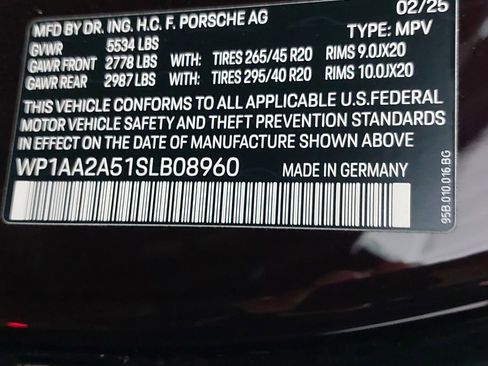 MFD BY DR. ING. H.C. F. PORSCHE AG 02/25
GVWR 5534 LBS TYPE: MPV
GAWR FRONT 2778 LBS WITH TIRES 265/45 R20 RIMS 9.0JX20
GAWR REAR 2987 LBS WITH TIRES 295/40 R20 RIMS 10.0JX20
THIS VEHICLE CONFORMS TO ALL APPLICABLE U.S.FEDERAL
MOTOR VEHICLE SAFETY AND THEFT PREVENTION STANDARDS
IN EFFECT ON THE DATE OF MANUFACTURE SHOWN ABOVE.
WP1AA2A51SLB08960
95B.010.016 BG